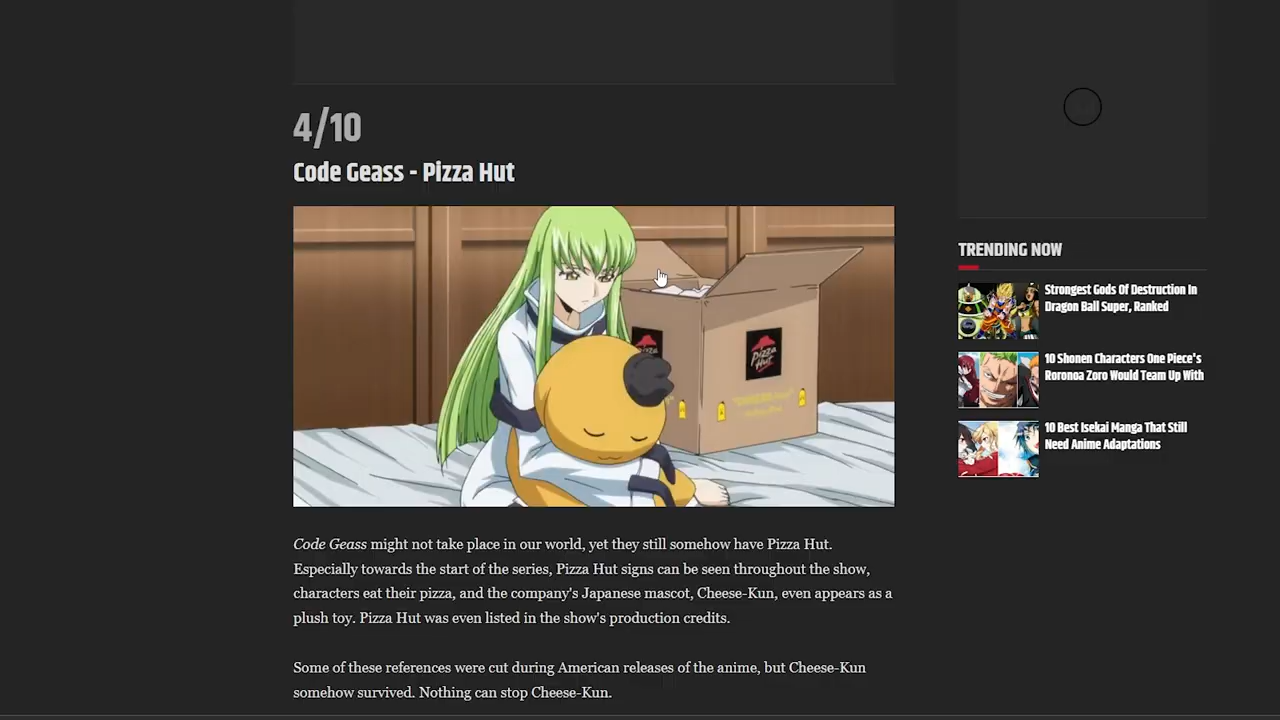 4/10
Code Geass - Pizza Hut
Pizza
Hut
Code Geass might not take place in our world, yet they still somehow have Pizza Hut.
Especially towards the start of the series, Pizza Hut signs can be seen throughout the show,
characters eat their pizza, and the company's Japanese mascot, Cheese-Kun, even appears as a
plush toy. Pizza Hut was even listed in the show's production credits.
Some of these references were cut during American releases of the anime, but Cheese-Kun
somehow survived. Nothing can stop Cheese-Kun.
TRENDING NOW
Strongest Gods Of Destruction In
Dragon Ball Super, Ranked
10 Shonen Characters One Piece's
Roronoa Zoro Would Team Up With
10 Best Isekai Manga That Still
Need Anime Adaptations